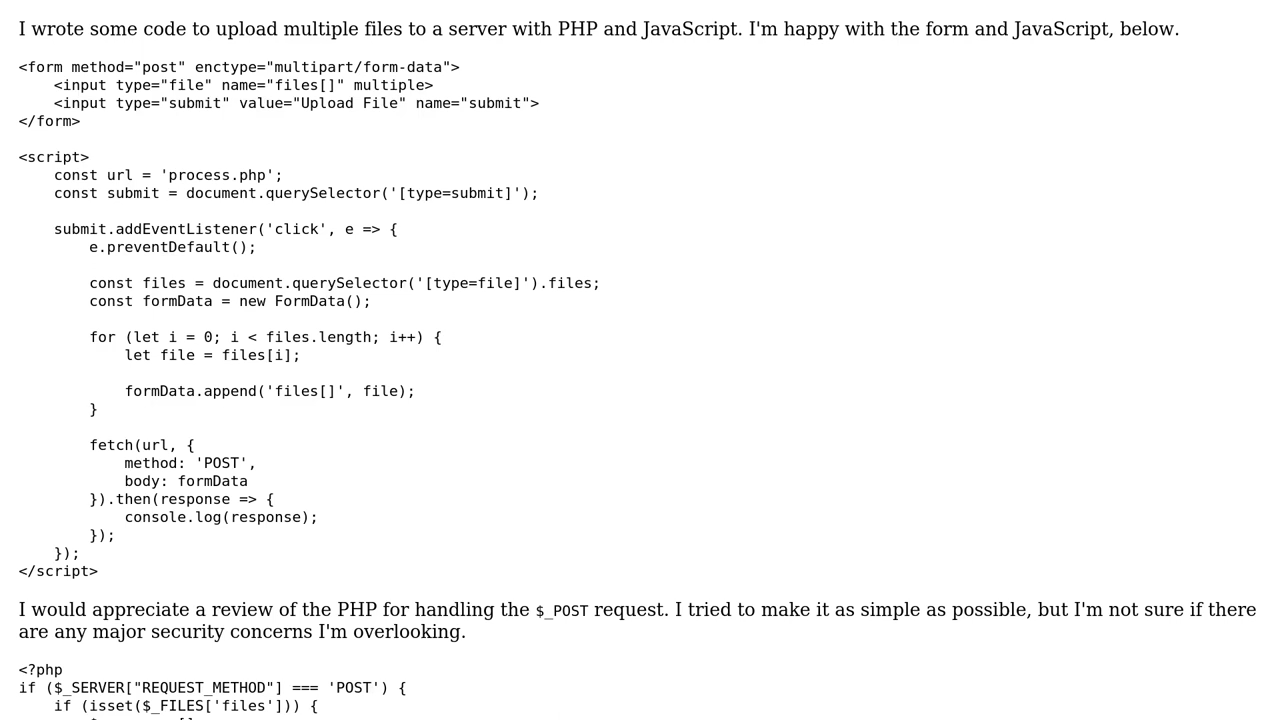 I wrote some code to upload multiple files to a server with PHP and JavaScript. I'm happy with the form and JavaScript, below.
<form method="post" enctype="multipart/form-data">
    <input type="file" name="files[]" multiple>
    <input type="submit" value="Upload File" name="submit">
</form>

<script>
    const url = 'process.php';
    const submit = document.querySelector('[type=submit]');

    submit.addEventListener('click', e => {
        e.preventDefault();

        const files = document.querySelector('[type=file]').files;
        const formData = new FormData();

        for (let i = 0; i < files.length; i++) {
            let file = files[i];

            formData.append('files[]', file);
        }

        fetch(url, {
            method: 'POST',
            body: formData
        }).then(response => {
            console.log(response);
        });
    });
</script>
I would appreciate a review of the PHP for handling the $_POST request. I tried to make it as simple as possible, but I'm not sure if there
are any major security concerns I'm overlooking.
<?php
if ($_SERVER["REQUEST_METHOD"] === 'POST') {
    if (isset($_FILES['files'])) {